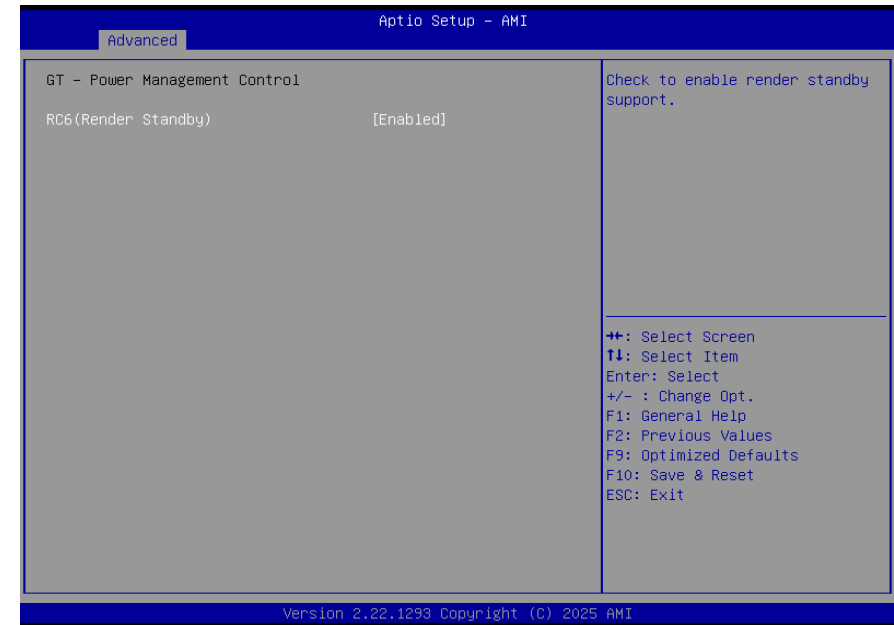 Aptio Setup – AMI
Advanced
GT – Power Management Control
RC6(Render Standby) [Enabled]
Check to enable render standby
support.
→←: Select Screen
↑↓: Select Item
Enter: Select
+/- : Change Opt.
F1: General Help
F2: Previous Values
F9: Optimized Defaults
F10: Save & Reset
ESC: Exit
Version 2.22.1293 Copyright (C) 2025 AMI